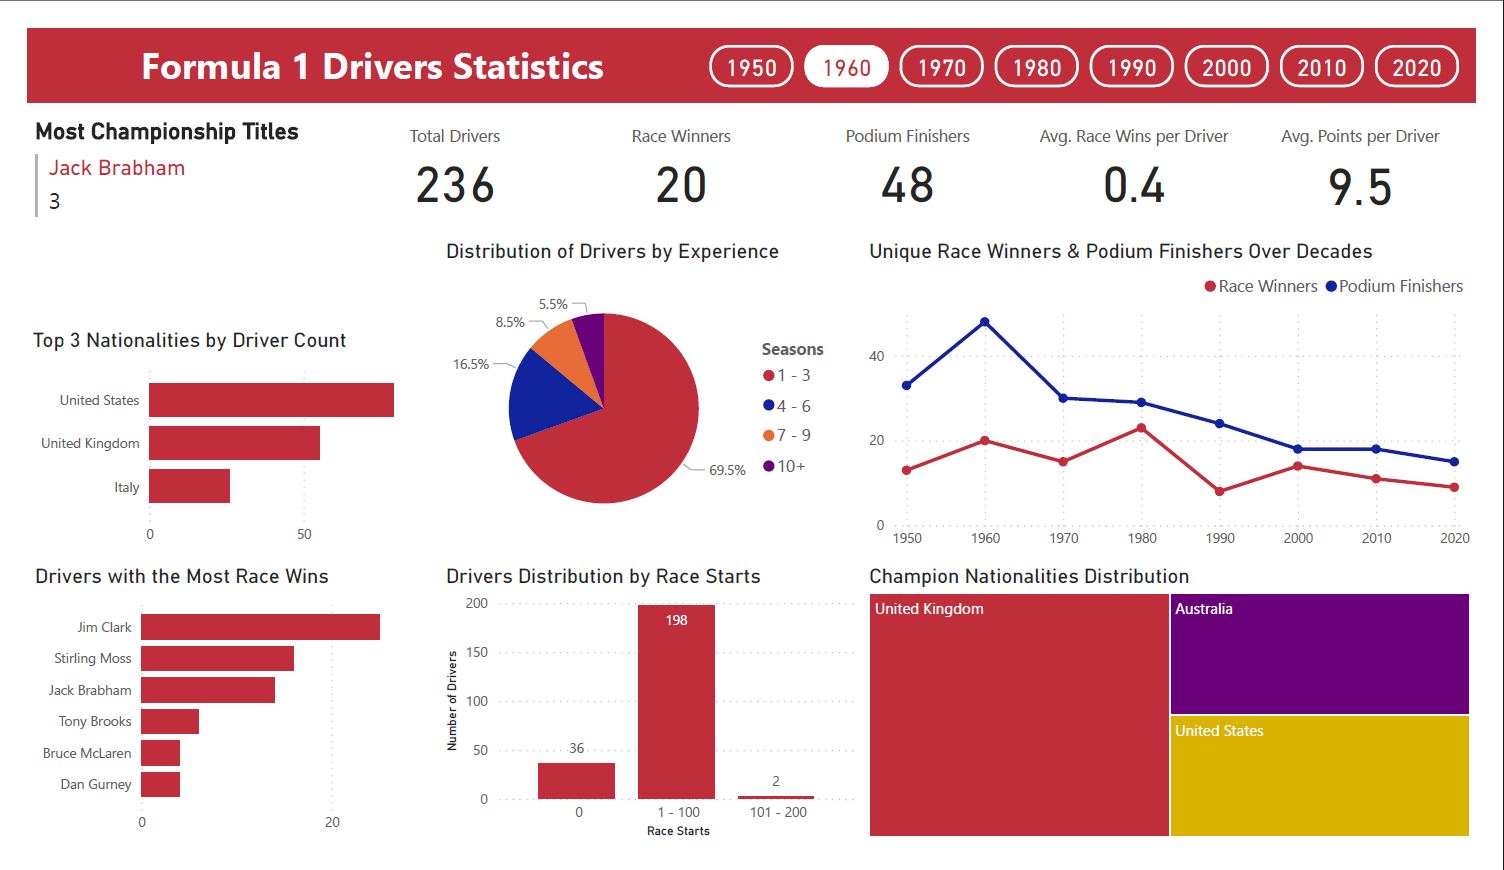 Formula 1 Drivers Statistics
1950 1960 1970 1980 1990 2000 2010 2020
Most Championship Titles
Jack Brabham
3
Total Drivers
236
Race Winners
20
Podium Finishers
48
Avg. Race Wins per Driver
0.4
Avg. Points per Driver
9.5
Top 3 Nationalities by Driver Count
United States
United Kingdom
Italy
0 50
Distribution of Drivers by Experience
5.5%
8.5%
16.5%
69.5%
Seasons
1 - 3
4 - 6
7 - 9
10+
Unique Race Winners & Podium Finishers Over Decades
Race Winners Podium Finishers
40
20
0
1950 1960 1970 1980 1990 2000 2010 2020
Drivers with the Most Race Wins
Jim Clark
Stirling Moss
Jack Brabham
Tony Brooks
Bruce McLaren
Dan Gurney
0 20
Drivers Distribution by Race Starts
Number of Drivers
200
150
100
50
0
36
198
2
0 1 - 100 101 - 200
Race Starts
Champion Nationalities Distribution
United Kingdom
Australia
United States